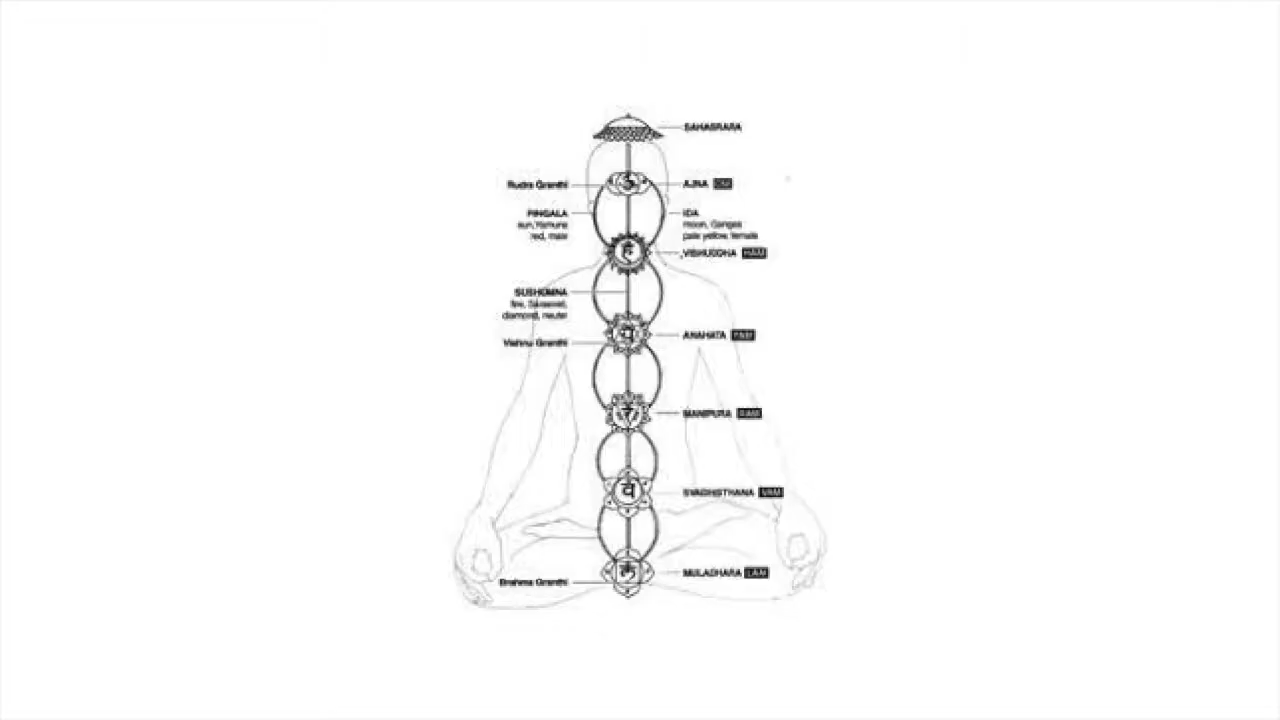 SAHASRARA
Rudra Granthi
AJNA OM
PINGALA
sun, Yamuna
red, male
IDA
moon, Ganges
pale yellow, female
VISHUDDHA HAM
SUSHUMNA
fire, Saraswati,
diamond, neuter
ANAHATA YAM
Vishnu Granthi
MANIPURA RAM
SVADHISTHANA VAM
वं
MULADHARA LAM
Brahma Granthi